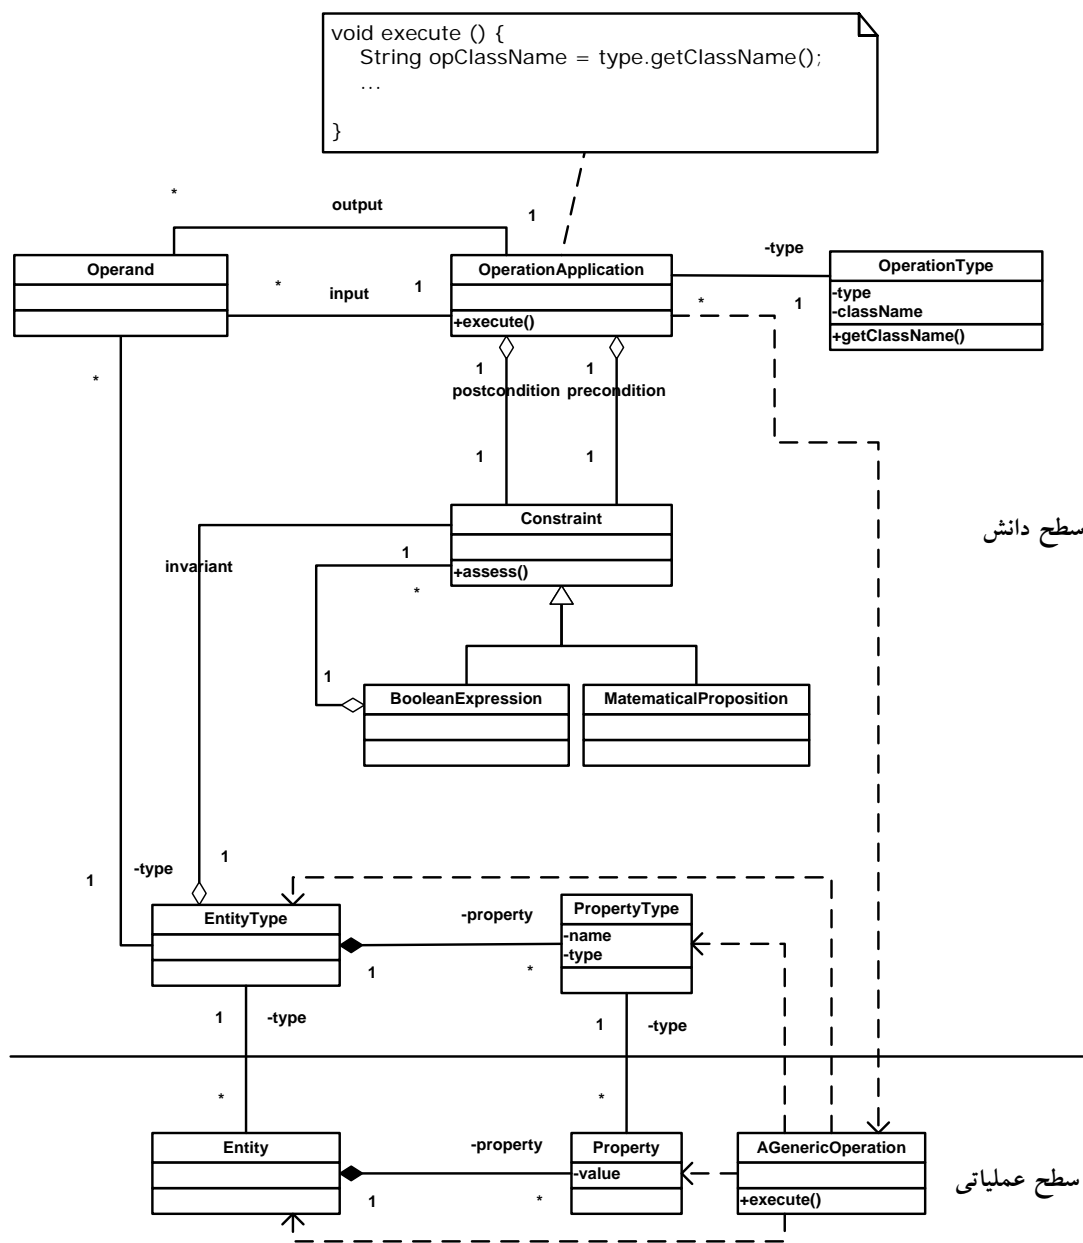 void execute () {
String opClassName = type.getClassName();
...
}
*
output
1
Operand
OperationApplication
+execute()
*
input
1
-type
*
1
OperationType
-type
-className
+getClassName()
*
1
1
postcondition
precondition
1
1
Constraint
+assess()
سطح دانش
invariant
1
*
1
BooleanExpression
MatematicalProposition
1
-type
1
EntityType
-property
1
*
PropertyType
-name
-type
1
-type
1
-type
*
*
Entity
-property
1
*
Property
-value
AGenericOperation
+execute()
سطح عملیاتی